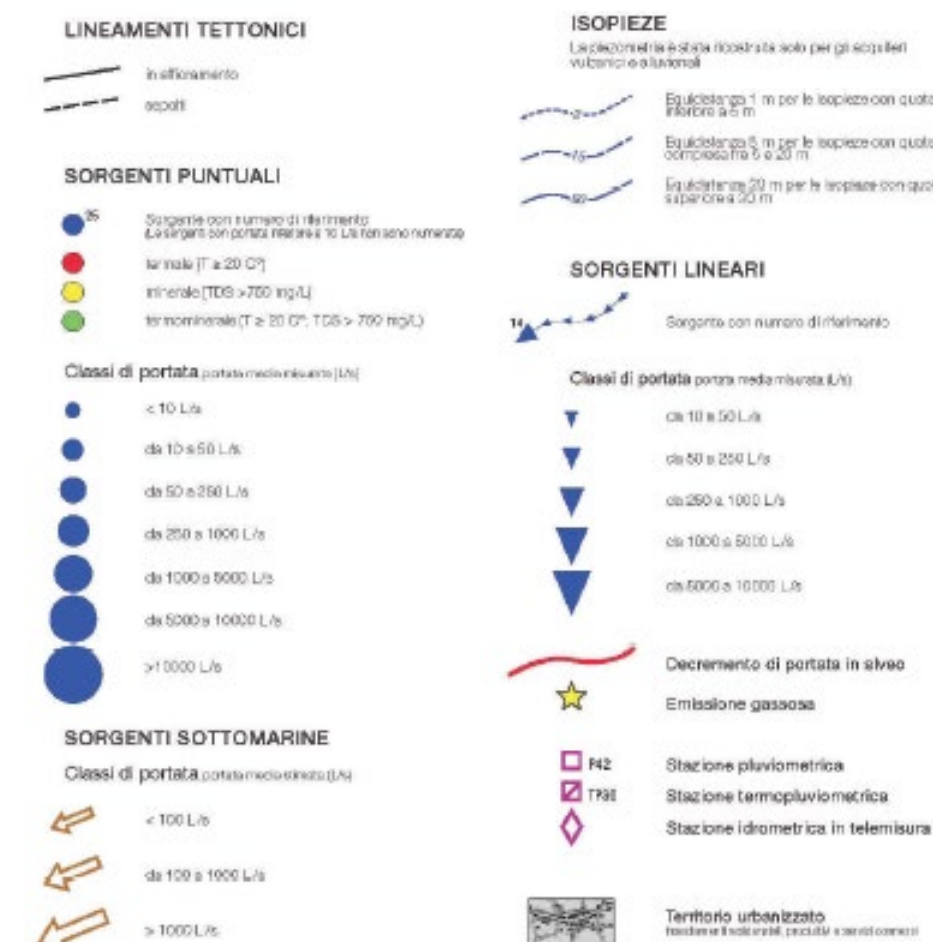 LINEAMENTI TETTONICI
in affioramento
sepolti
SORGENTI PUNTUALI
25
Sorgente con numero di riferimento
(Le sorgenti con portata inferiore a 10 L/s non sono numerate)
termale [T ≥ 20 C°]
minerale [TDS >750 mg/L]
termominerale (T ≥ 20 C°; TDS > 750 mg/L)
Classi di portata portata media misurata (L/s)
< 10 L/s
da 10 a 50 L/s
da 50 a 250 L/s
da 250 a 1000 L/s
da 1000 a 5000 L/s
da 5000 a 10000 L/s
>10000 L/s
SORGENTI SOTTOMARINE
Classi di portata portata media stimata (L/s)
< 100 L/s
da 100 a 1000 L/s
> 1000 L/s
ISOPIEZE
La piezometria è stata ricostruita solo per gli acquiferi
vulcanici e alluvionali
Equidistanza 1 m per le isopieze con quota
inferiore a 5 m
15
Equidistanza 5 m per le isopieze con quota
compresa fra 5 e 20 m
Equidistanza 20 m per le isopieze con quota
superiore a 20 m
SORGENTI LINEARI
14
Sorgente con numero di riferimento
Classi di portata portata media misurata (L/s)
da 10 a 50 L/s
da 50 a 250 L/s
da 250 a 1000 L/s
da 1000 a 5000 L/s
da 5000 a 10000 L/s
Decremento di portata in alveo
Emissione gassosa
P42
Stazione pluviometrica
Stazione termopluviometrica
Stazione idrometrica in telemisura
Territorio urbanizzato